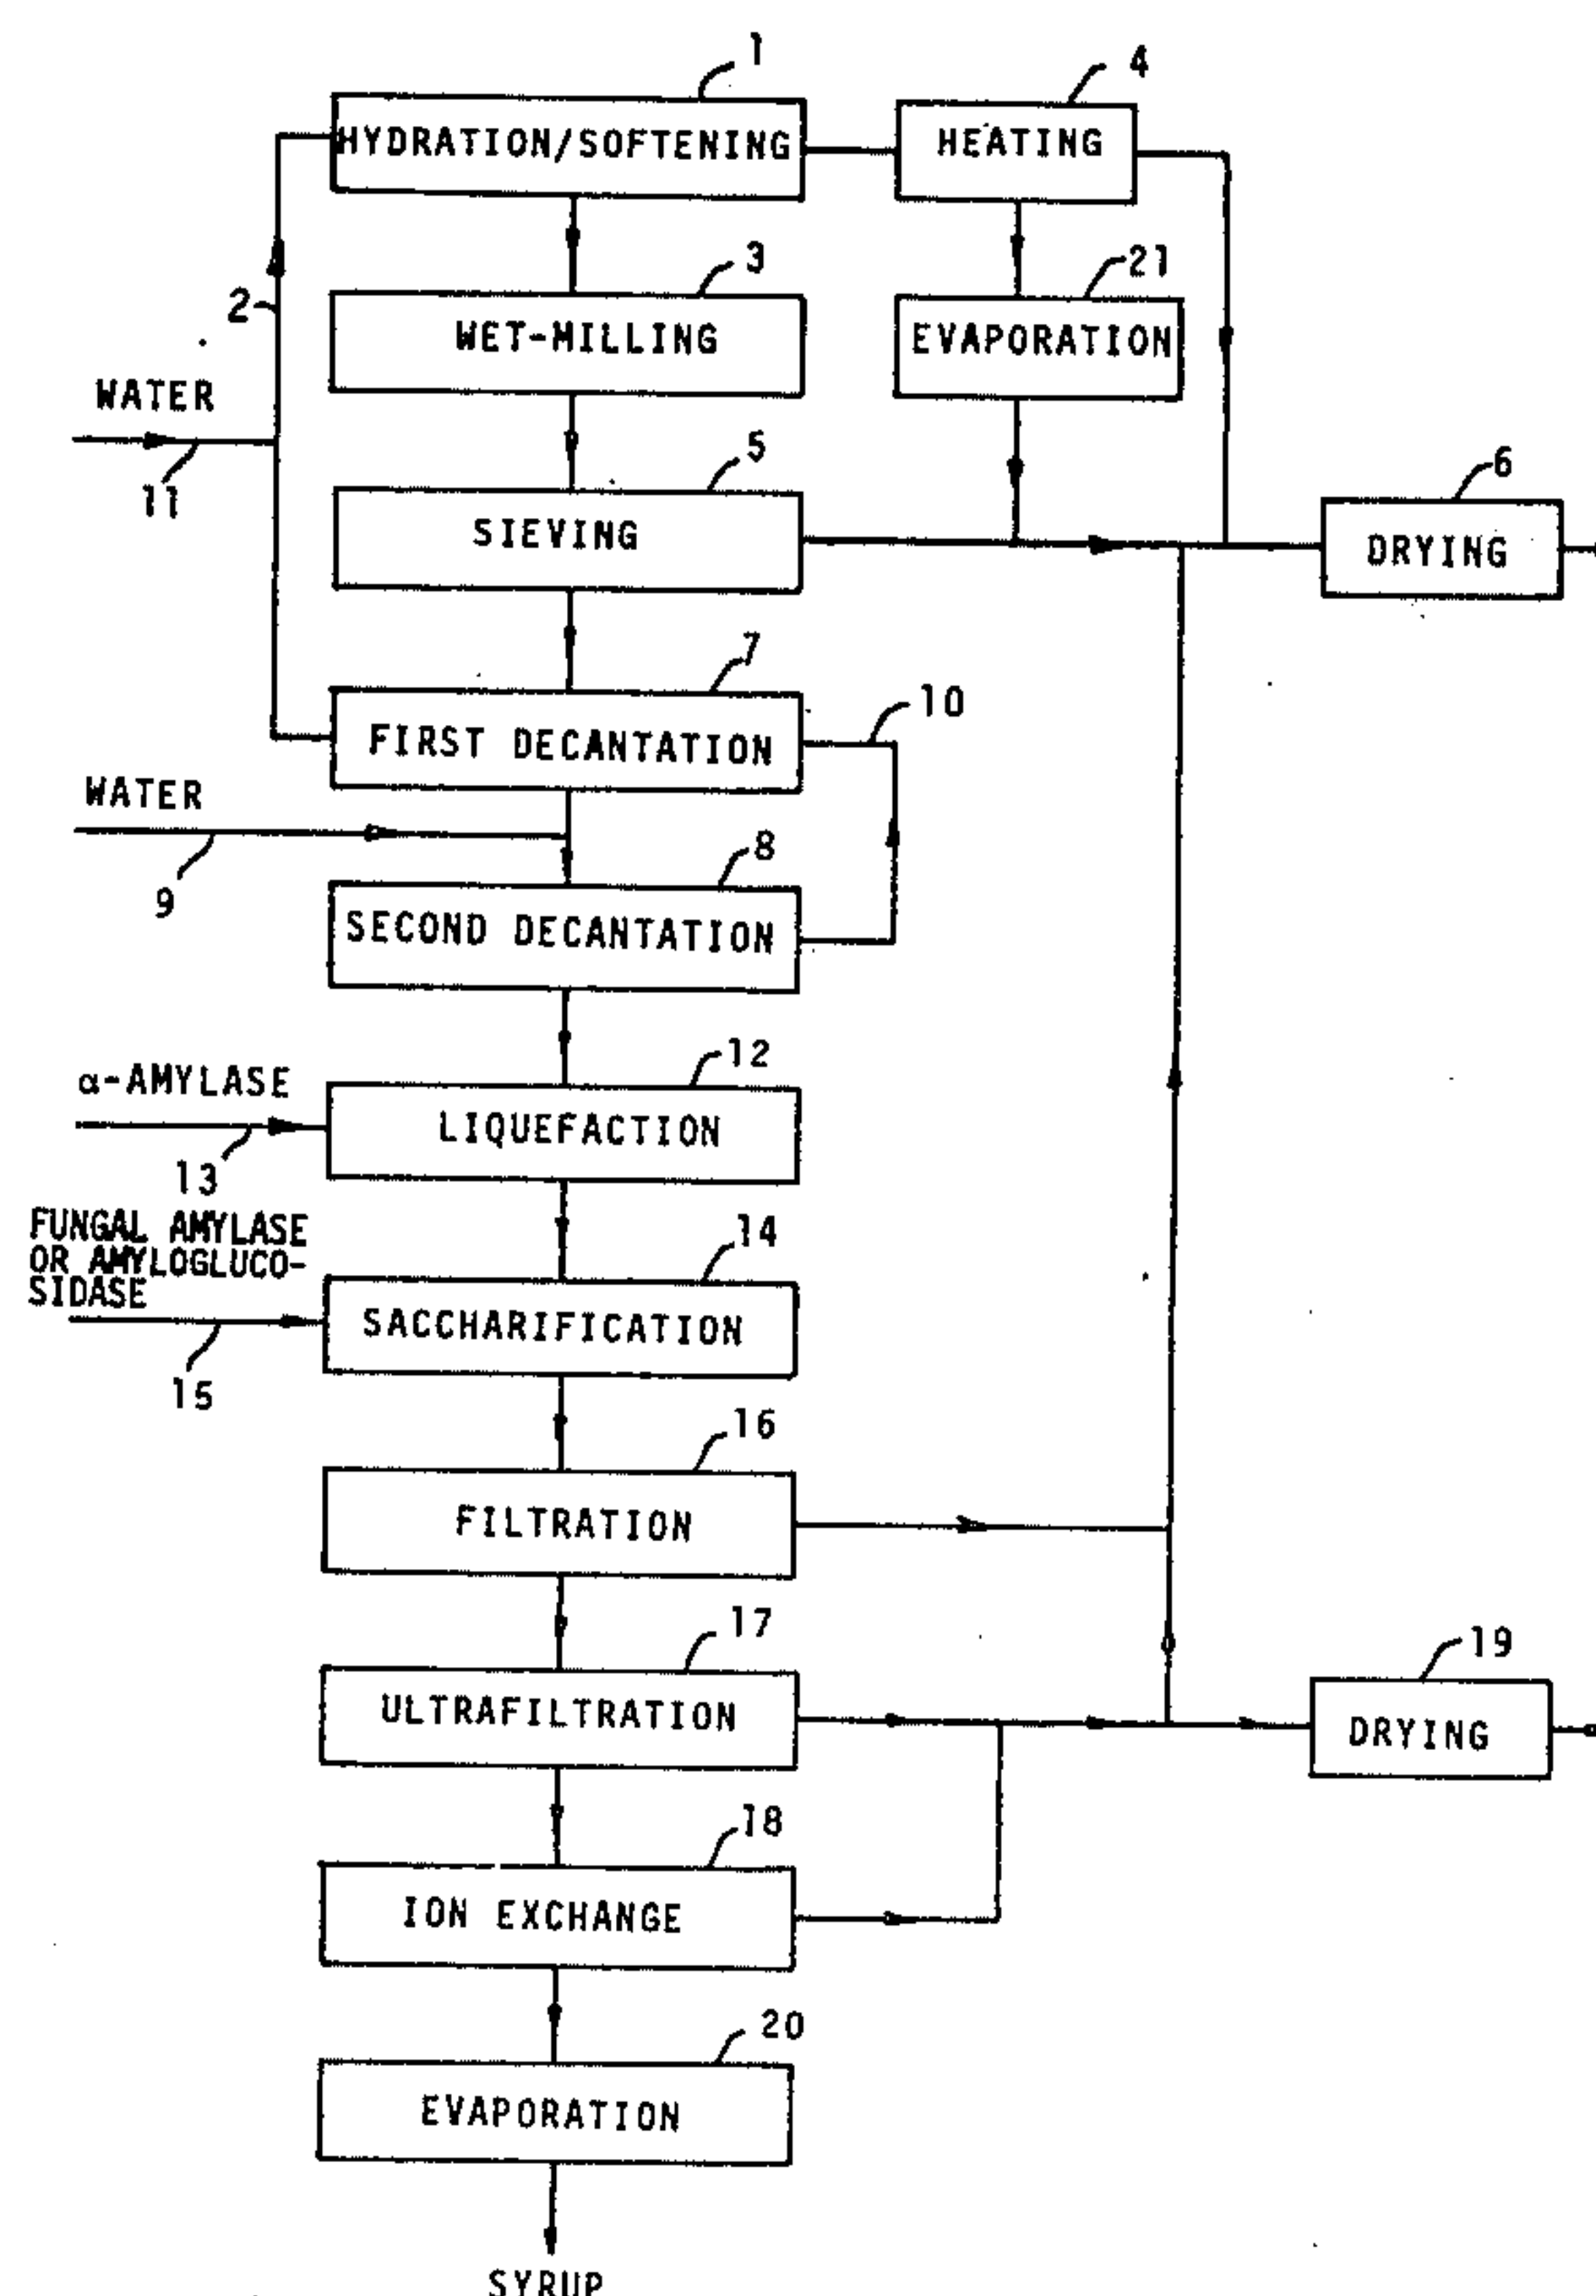 1
4
HYDRATION/SOFTENING
HEATING
3
21
2
WET-MILLING
EVAPORATION
WATER
11
5
6
SIEVING
DRYING
7
10
FIRST DECANTATION
WATER
9
8
SECOND DECANTATION
12
α-AMYLASE
LIQUEFACTION
13
FUNGAL AMYLASE
OR AMYLOGLUCO-
SIDASE
14
SACCHARIFICATION
15
16
FILTRATION
17
19
ULTRAFILTRATION
DRYING
18
ION EXCHANGE
20
EVAPORATION
SYRUP